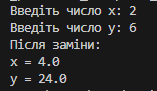 Введіть число x: 2
Введіть число y: 6
Після заміни:
x = 4.0
y = 24.0